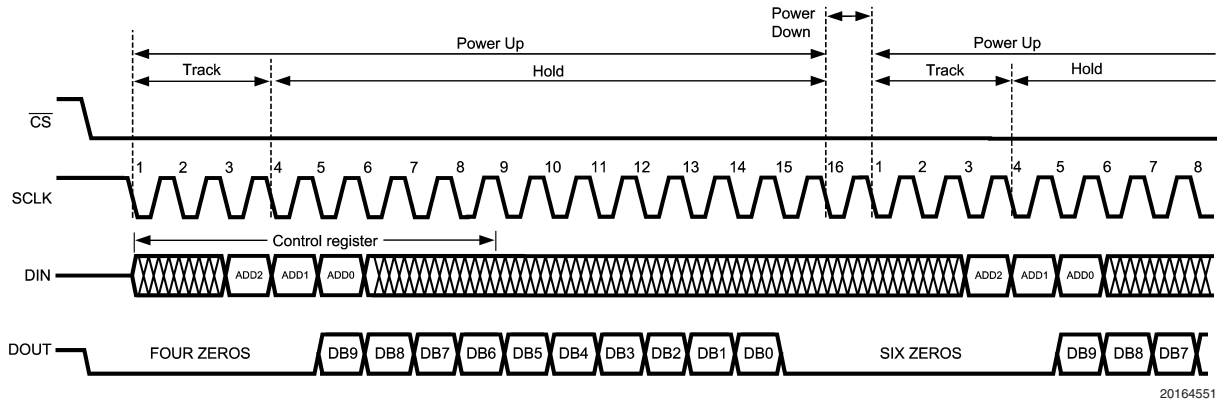 Power
Down
Power Up
Power Up
Track
Hold
Track
Hold
CS
1 2 3 4 5 6 7 8 9 10 11 12 13 14 15 16 1 2 3 4 5 6 7 8
SCLK
Control register
DIN
ADD2 ADD1 ADD0 ADD2 ADD1 ADD0
DOUT
FOUR ZEROS DB9 DB8 DB7 DB6 DB5 DB4 DB3 DB2 DB1 DB0 SIX ZEROS DB9 DB8 DB7
20164551